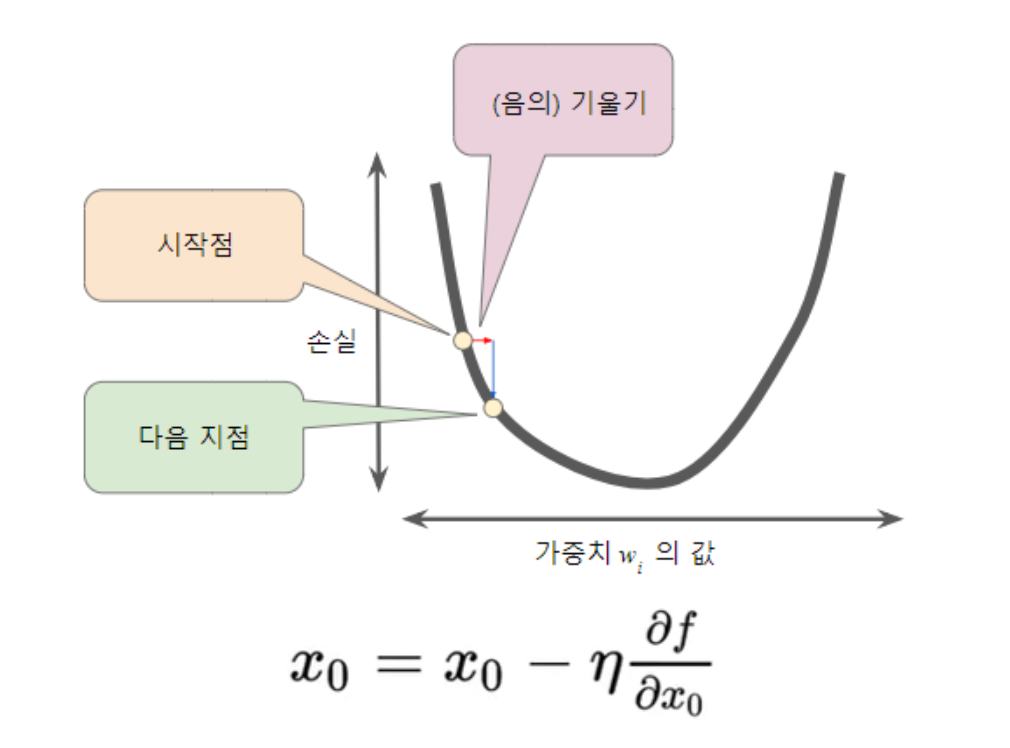 (음의) 기울기
시작점
손실
다음 지점
가중치 wᵢ 의 값
x₀ = x₀ − η ∂f/∂x₀